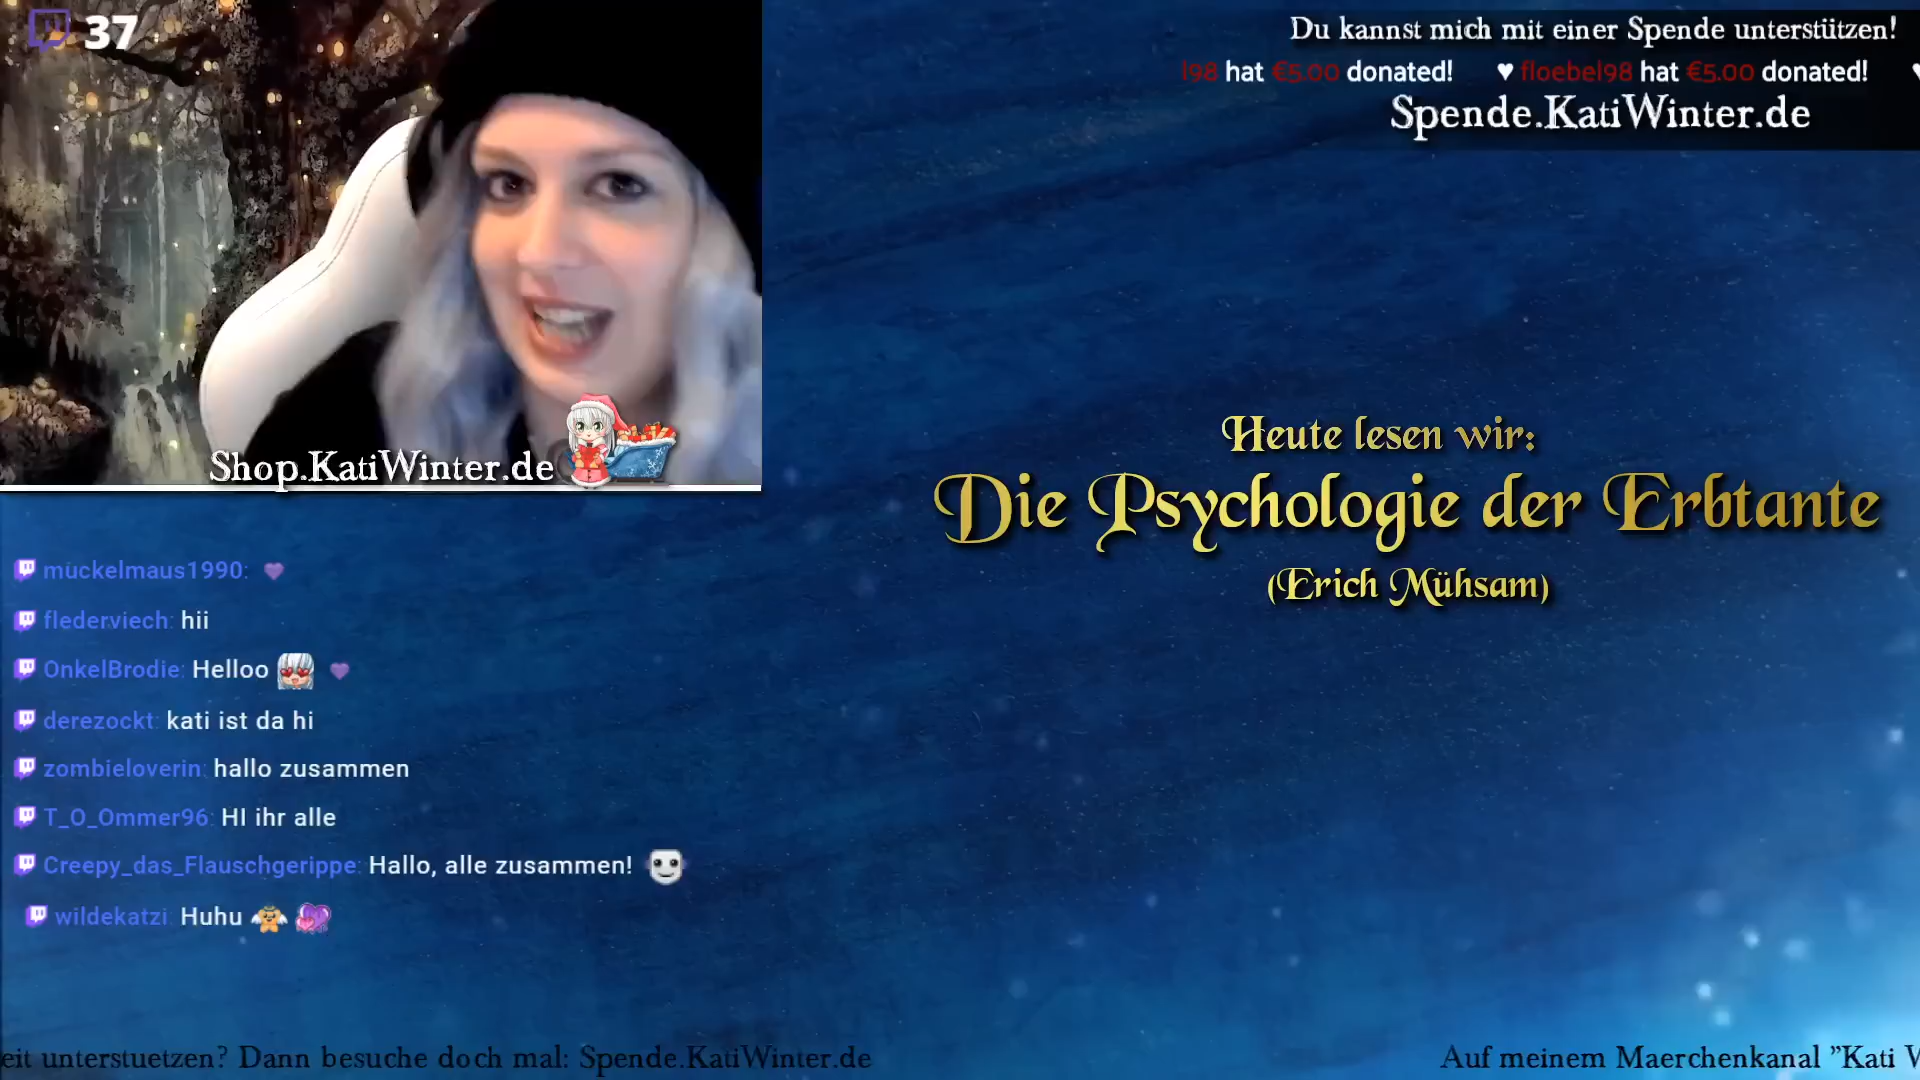 37
Du kannst mich mit einer Spende unterstützen!
l98 hat €5.00 donated! ♥ floebel98 hat €5.00 donated! ♥
Spende.KatiWinter.de
Shop.KatiWinter.de
Heute lesen wir:
Die Psychologie der Erbtante
(Erich Mühsam)
muckelmaus1990: 💜
flederviech: hii
OnkelBrodie: Helloo 💜
derezockt: kati ist da hi
zombieloverin: hallo zusammen
T_O_Ommer96: HI ihr alle
Creepy_das_Flauschgerippe: Hallo, alle zusammen!
wildekatzi: Huhu
eit unterstuetzen? Dann besuche doch mal: Spende.KatiWinter.de
Auf meinem Maerchenkanal "Kati